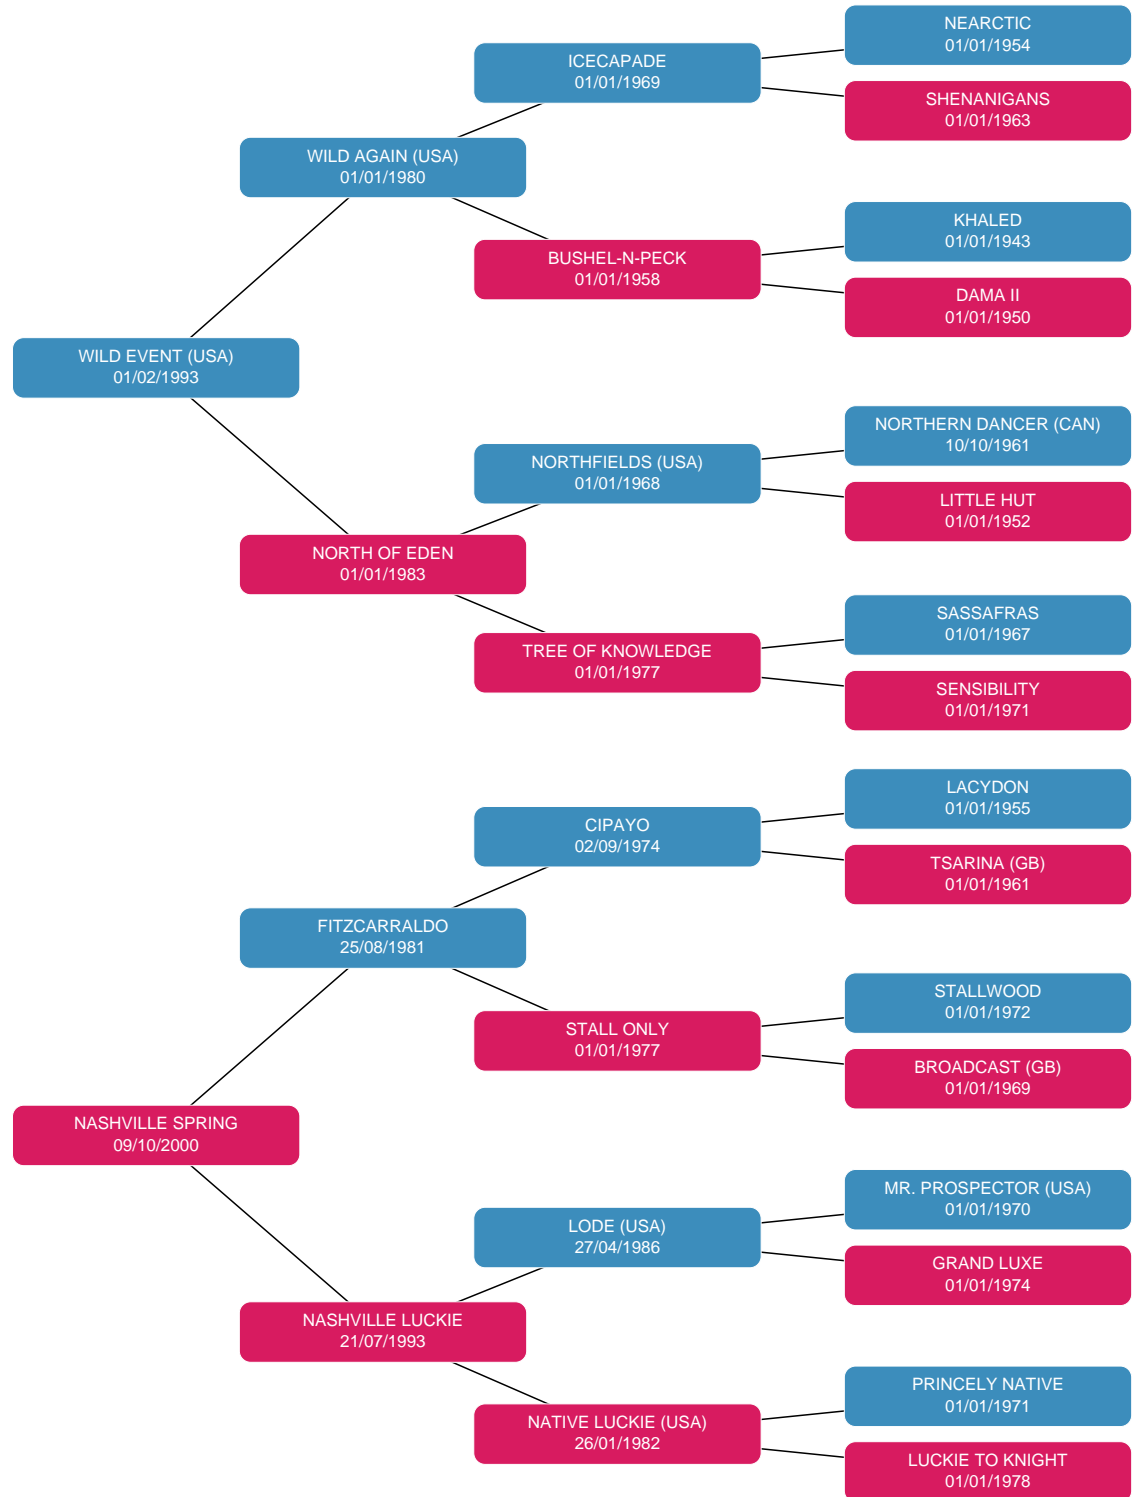 NEARCTIC
01/01/1954
ICECAPADE
01/01/1969
SHENANIGANS
01/01/1963
WILD AGAIN (USA)
01/01/1980
KHALED
01/01/1943
BUSHEL-N-PECK
01/01/1958
DAMA II
01/01/1950
WILD EVENT (USA)
01/02/1993
NORTHERN DANCER (CAN)
10/10/1961
NORTHFIELDS (USA)
01/01/1968
LITTLE HUT
01/01/1952
NORTH OF EDEN
01/01/1983
SASSAFRAS
01/01/1967
TREE OF KNOWLEDGE
01/01/1977
SENSIBILITY
01/01/1971
LACYDON
01/01/1955
CIPAYO
02/09/1974
TSARINA (GB)
01/01/1961
FITZCARRALDO
25/08/1981
STALLWOOD
01/01/1972
STALL ONLY
01/01/1977
BROADCAST (GB)
01/01/1969
NASHVILLE SPRING
09/10/2000
MR. PROSPECTOR (USA)
01/01/1970
LODE (USA)
27/04/1986
GRAND LUXE
01/01/1974
NASHVILLE LUCKIE
21/07/1993
PRINCELY NATIVE
01/01/1971
NATIVE LUCKIE (USA)
26/01/1982
LUCKIE TO KNIGHT
01/01/1978